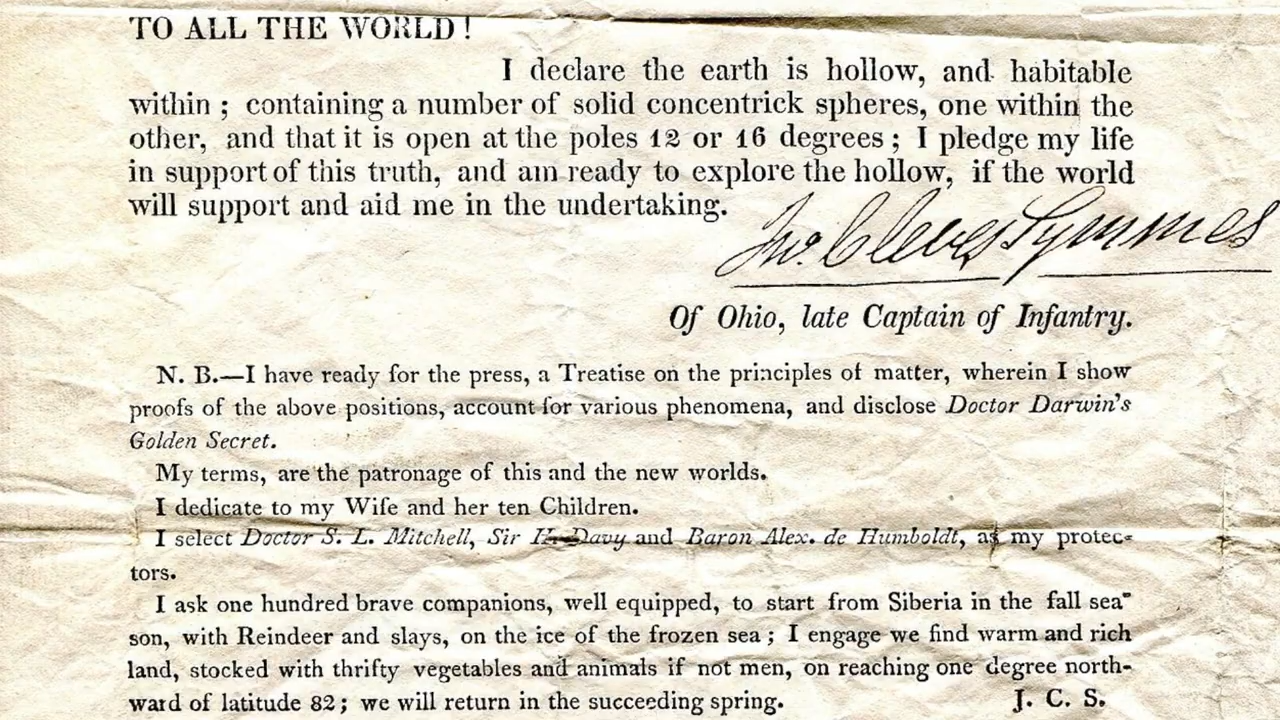 TO ALL THE WORLD!
I declare the earth is hollow, and habitable
within; containing a number of solid concentrick spheres, one within the
other, and that it is open at the poles 12 or 16 degrees; I pledge my life
in support of this truth, and am ready to explore the hollow, if the world
will support and aid me in the undertaking.
Jno. Cleves Symmes
Of Ohio, late Captain of Infantry.
N. B.—I have ready for the press, a Treatise on the principles of matter, wherein I show
proofs of the above positions, account for various phenomena, and disclose Doctor Darwin's
Golden Secret.
My terms, are the patronage of this and the new worlds.
I dedicate to my Wife and her ten Children.
I select Doctor S. L. Mitchell, Sir H. Davy and Baron Alex. de Humboldt, as my protec-
tors.
I ask one hundred brave companions, well equipped, to start from Siberia in the fall sea-
son, with Reindeer and slays, on the ice of the frozen sea; I engage we find warm and rich
land, stocked with thrifty vegetables and animals if not men, on reaching one degree north-
ward of latitude 82; we will return in the succeeding spring. J. C. S.